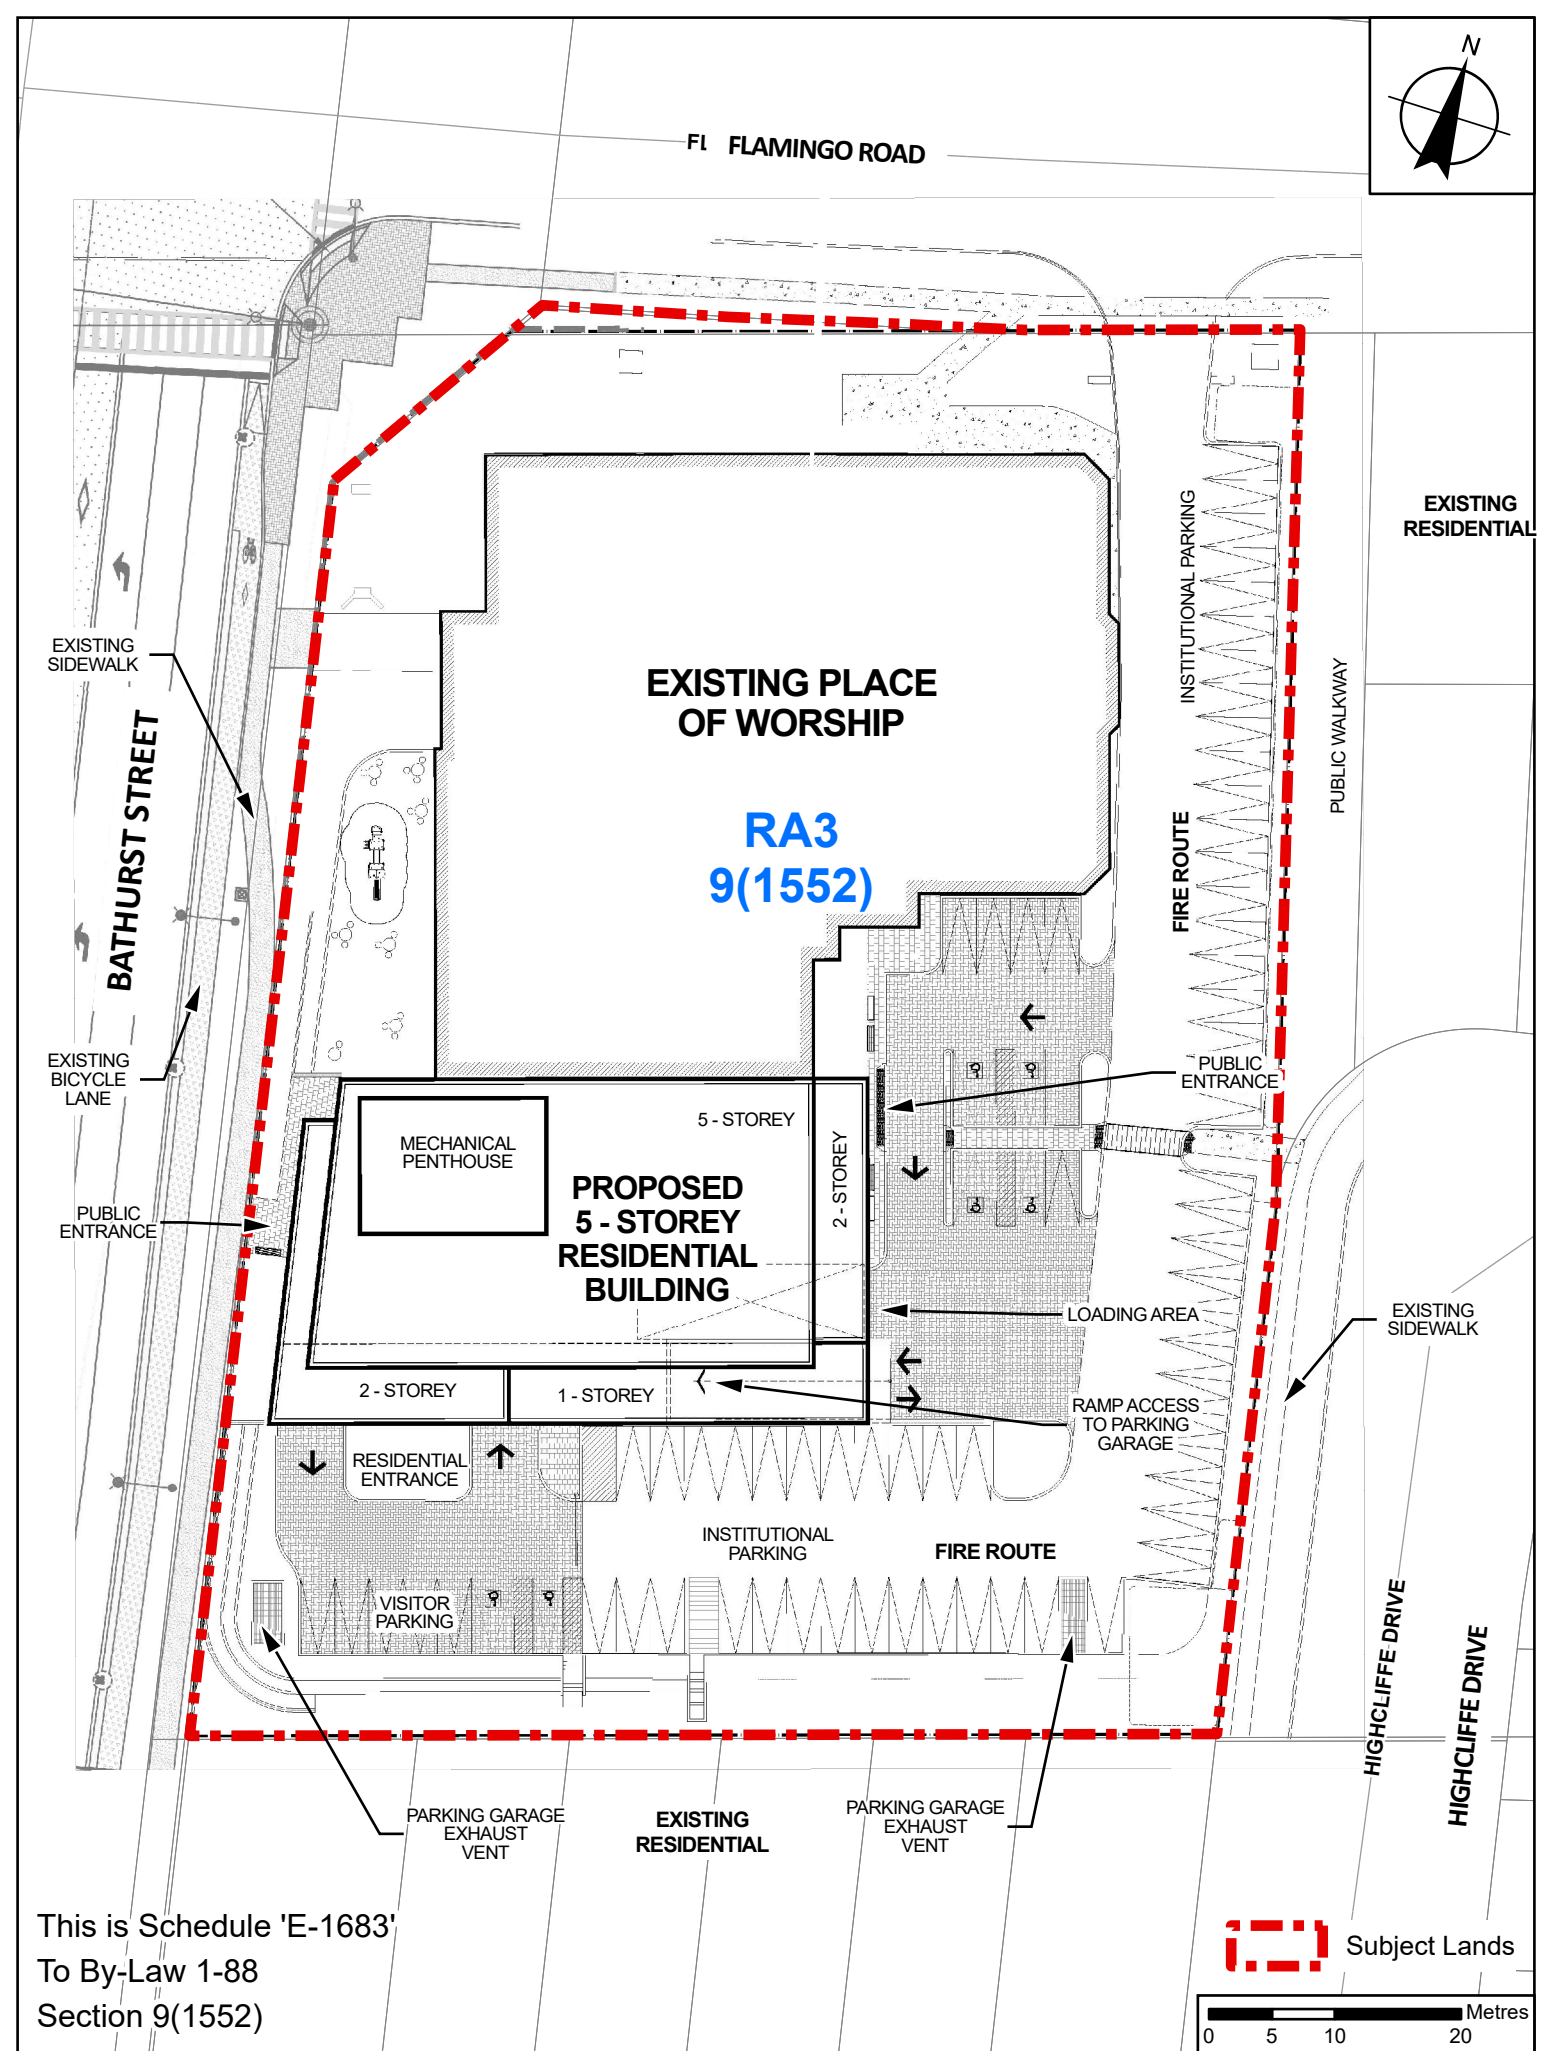 N
FL FLAMINGO ROAD
EXISTING
RESIDENTIAL
INSTITUTIONAL PARKING
EXISTING
SIDEWALK
EXISTING PLACE
OF WORSHIP
PUBLIC WALKWAY
BATHURST STREET
RA3
9(1552)
FIRE ROUTE
EXISTING
BICYCLE
LANE
PUBLIC
ENTRANCE
5 - STOREY
2 - STOREY
MECHANICAL
PENTHOUSE
PROPOSED
5 - STOREY
RESIDENTIAL
BUILDING
PUBLIC
ENTRANCE
LOADING AREA
EXISTING
SIDEWALK
2 - STOREY
1 - STOREY
RAMP ACCESS
TO PARKING
GARAGE
RESIDENTIAL
ENTRANCE
INSTITUTIONAL
PARKING
FIRE ROUTE
VISITOR
PARKING
HIGHCLIFFE DRIVE
HIGHCLIFFE DRIVE
PARKING GARAGE
EXHAUST
VENT
EXISTING
RESIDENTIAL
PARKING GARAGE
EXHAUST
VENT
This is Schedule 'E-1683'
To By-Law 1-88
Section 9(1552)
Subject Lands
Metres
0 5 10 20